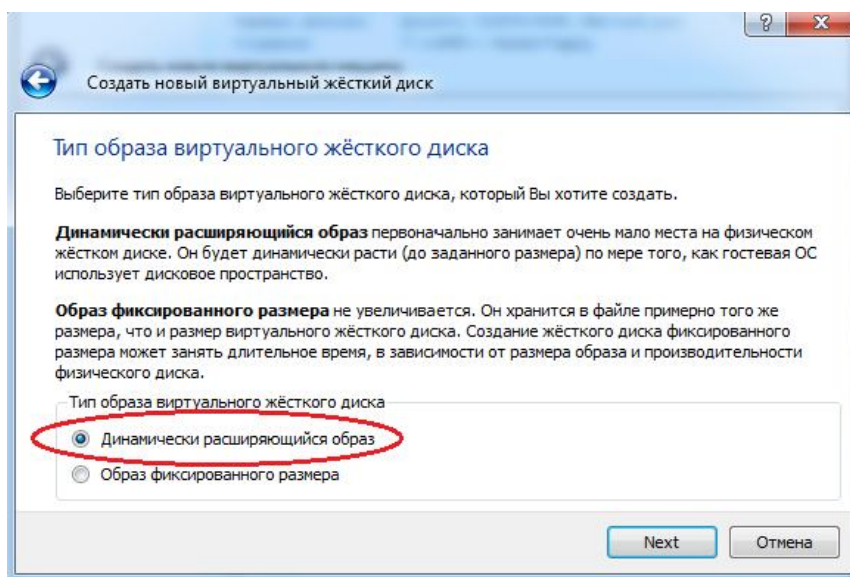 ?
X
Создать новый виртуальный жёсткий диск
Тип образа виртуального жёсткого диска
Выберите тип образа виртуального жёсткого диска, который Вы хотите создать.
Динамически расширяющийся образ первоначально занимает очень мало места на физическом
жёстком диске. Он будет динамически расти (до заданного размера) по мере того, как гостевая ОС
использует дисковое пространство.
Образ фиксированного размера не увеличивается. Он хранится в файле примерно того же
размера, что и размер виртуального жёсткого диска. Создание жёсткого диска фиксированного
размера может занять длительное время, в зависимости от размера образа и производительности
физического диска.
Тип образа виртуального жёсткого диска
Динамически расширяющийся образ
Образ фиксированного размера
Next
Отмена